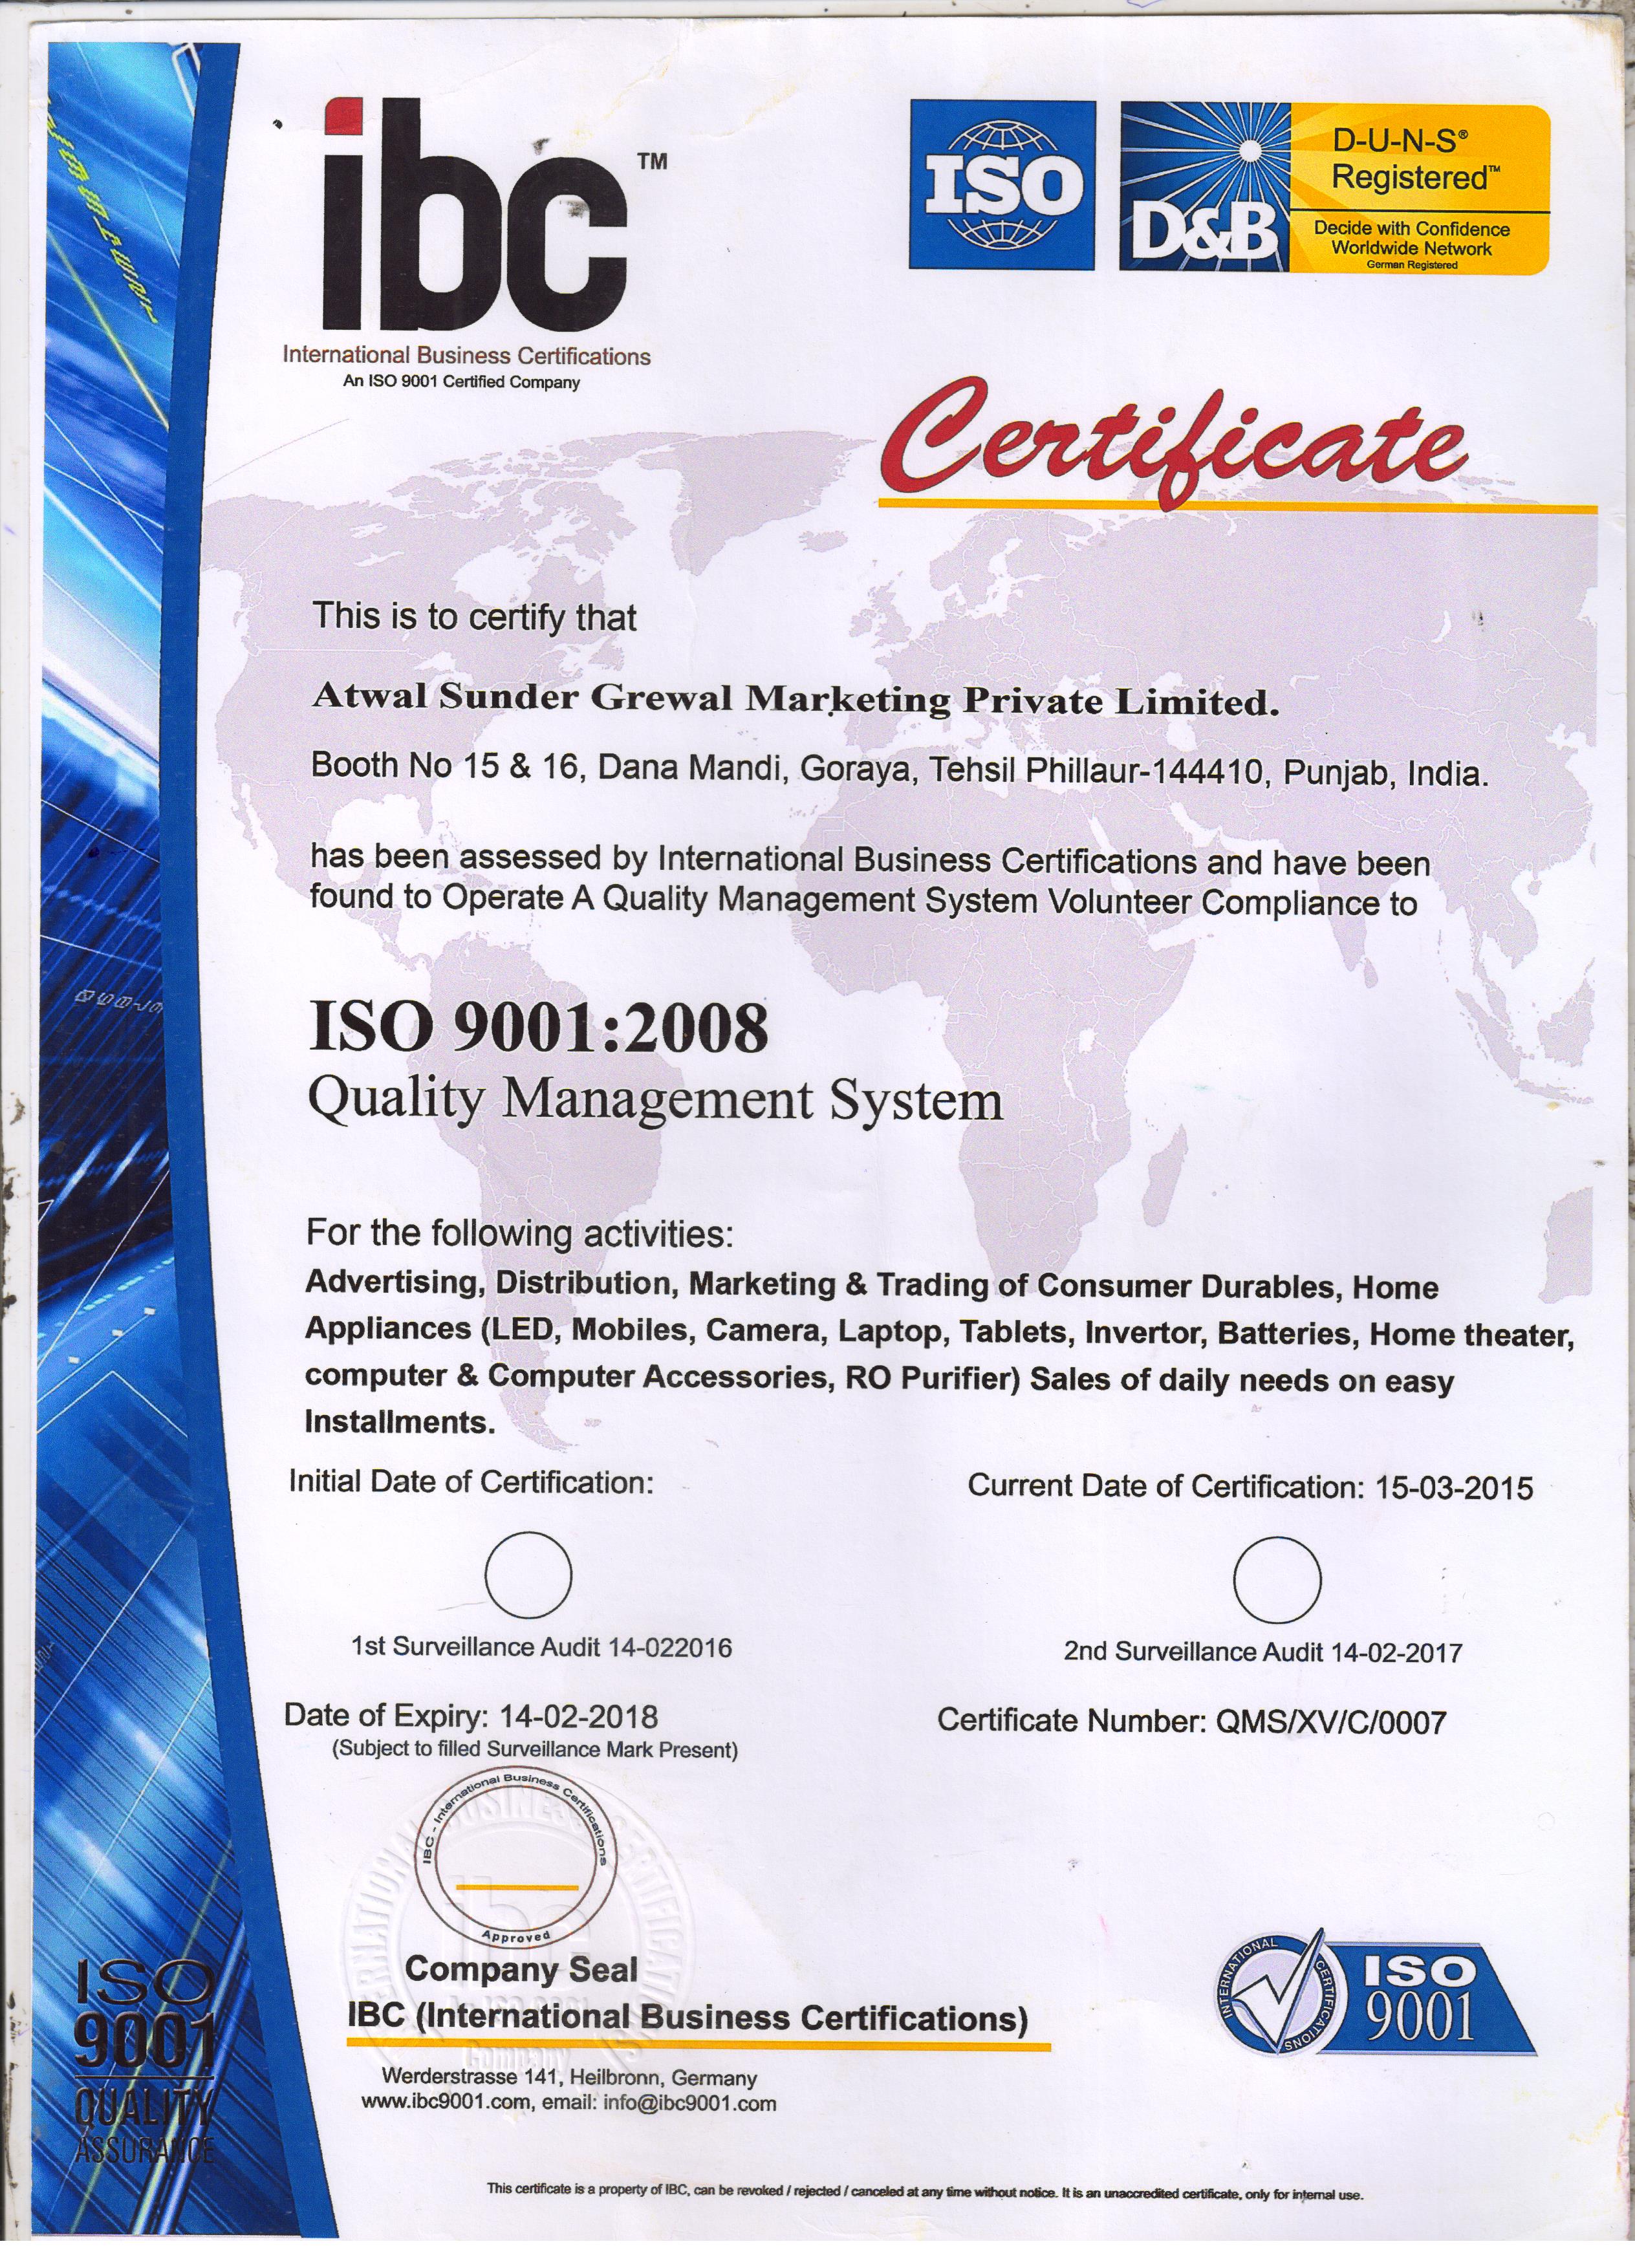 ibc TM
International Business Certifications
An ISO 9001 Certified Company
ISO
D&B
D-U-N-S®
Registered™
Decide with Confidence
Worldwide Network
German Registered
Certificate
This is to certify that
Atwal Sunder Grewal Marketing Private Limited.
Booth No 15 & 16, Dana Mandi, Goraya, Tehsil Phillaur-144410, Punjab, India.
has been assessed by International Business Certifications and have been
found to Operate A Quality Management System Volunteer Compliance to
ISO 9001:2008
Quality Management System
For the following activities:
Advertising, Distribution, Marketing & Trading of Consumer Durables, Home
Appliances (LED, Mobiles, Camera, Laptop, Tablets, Invertor, Batteries, Home theater,
computer & Computer Accessories, RO Purifier) Sales of daily needs on easy
Installments.
Initial Date of Certification:
Current Date of Certification: 15-03-2015
1st Surveillance Audit 14-022016
2nd Surveillance Audit 14-02-2017
Date of Expiry: 14-02-2018
(Subject to filled Surveillance Mark Present)
Certificate Number: QMS/XV/C/0007
IBC - International Business Certifications
Approved
Company Seal
IBC (International Business Certifications)
Werderstrasse 141, Heilbronn, Germany
www.ibc9001.com, email: info@ibc9001.com
INTERNATIONAL CERTIFICATIONS
ISO
9001
ISO
9001
QUALITY
ASSURANCE
This certificate is a property of IBC, can be revoked / rejected / canceled at any time without notice. It is an unaccredited certificate, only for internal use.